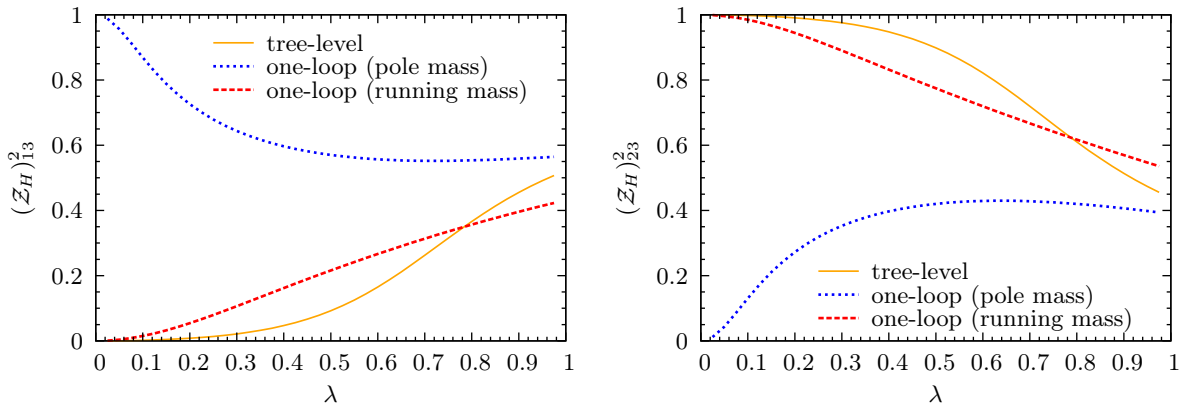 1
0.8
0.6
0.4
0.2
0
(𝒵_H)²₁₃
tree-level
one-loop (pole mass)
one-loop (running mass)
0 0.1 0.2 0.3 0.4 0.5 0.6 0.7 0.8 0.9 1
λ
1
0.8
0.6
0.4
0.2
0
(𝒵_H)²₂₃
tree-level
one-loop (pole mass)
one-loop (running mass)
0 0.1 0.2 0.3 0.4 0.5 0.6 0.7 0.8 0.9 1
λ